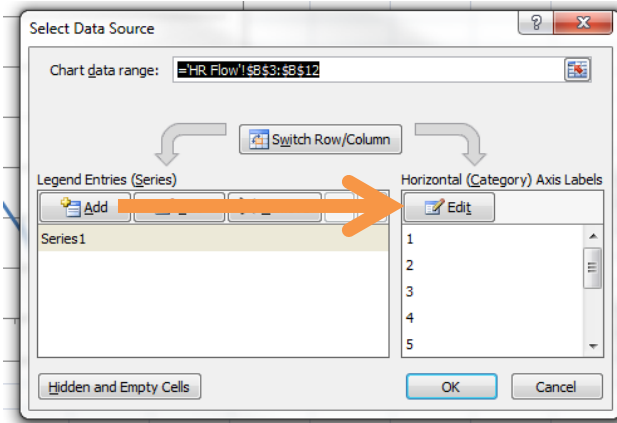 Select Data Source
Chart data range: ='HR Flow'!$B$3:$B$12
Switch Row/Column
Legend Entries (Series)
Add
Series1
Horizontal (Category) Axis Labels
Edit
1
2
3
4
5
Hidden and Empty Cells
OK
Cancel